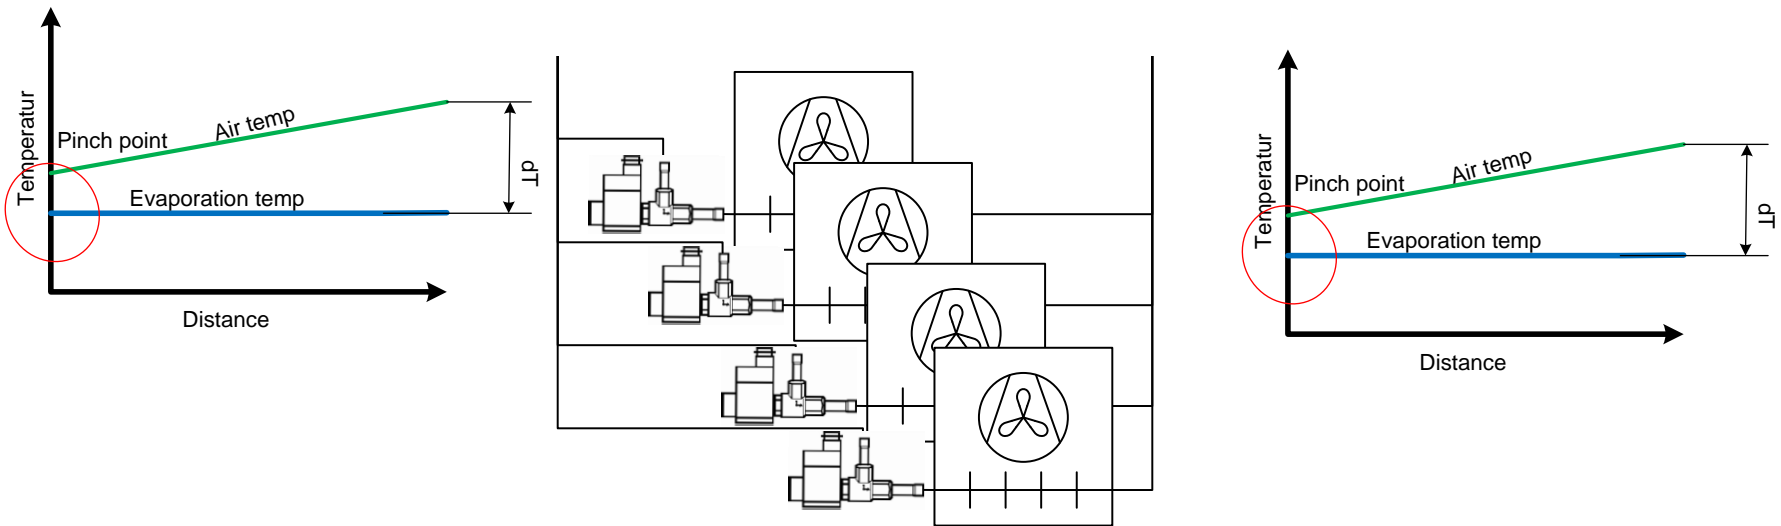 Temperatur
Pinch point
Air temp
Evaporation temp
dT
Distance
Temperatur
Pinch point
Air temp
Evaporation temp
dT
Distance